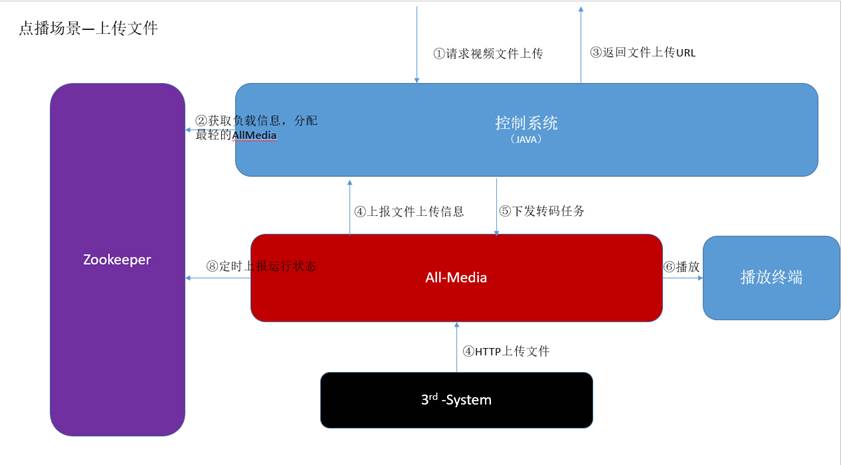 点播场景—上传文件
①请求视频文件上传
③返回文件上传URL
②获取负载信息，分配
最轻的AllMedia
控制系统
（JAVA）
④上报文件上传信息
⑤下发转码任务
Zookeeper
⑧定时上报运行状态
All-Media
⑥播放
播放终端
④HTTP上传文件
3rd -System